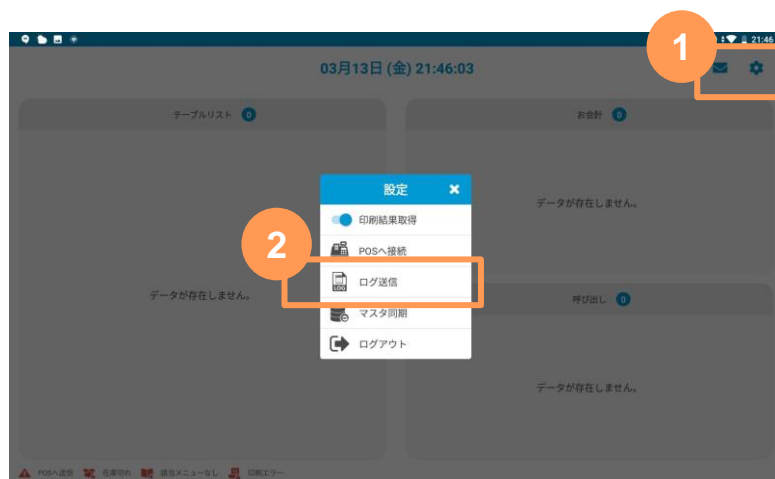 21:46
1
03月13日 (金) 21:46:03
テーブルリスト 0
お会計 0
設定
印刷結果取得
POSへ接続
2
LOG
ログ送信
マスタ同期
ログアウト
データが存在しません。
データが存在しません。
呼び出し 0
データが存在しません。
POSへ送信 在庫切れ 該当メニューなし 印刷エラー